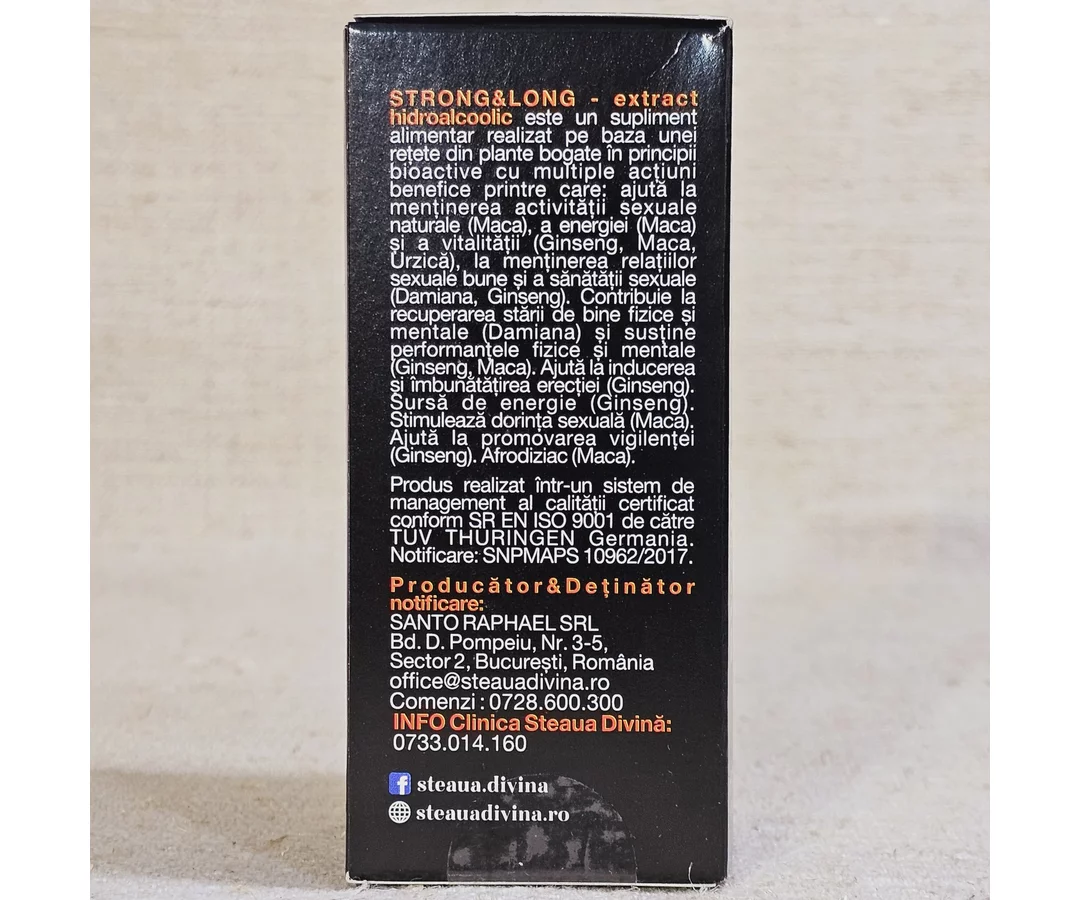 STRONG&LONG - extract
hidroalcoolic este un supliment
alimentar realizat pe baza unei
rețete din plante bogate în principii
bioactive cu multiple acțiuni
benefice printre care: ajută la
menținerea activității sexuale
naturale (Maca), a energiei (Maca)
și a vitalității (Ginseng, Maca,
Urzică), la menținerea relațiilor
sexuale bune și a sănătății sexuale
(Damiana, Ginseng). Contribuie la
recuperarea stării de bine fizice și
mentale (Damiana) și susține
performanțele fizice și mentale
(Ginseng, Maca). Ajută la inducerea
și îmbunătățirea erecției (Ginseng).
Sursă de energie (Ginseng).
Stimulează dorința sexuală (Maca).
Ajută la promovarea vigilenței
(Ginseng). Afrodiziac (Maca).
Produs realizat într-un sistem de
management al calității certificat
conform SR EN ISO 9001 de către
TUV THURINGEN Germania.
Notificare: SNPMAPS 10962/2017.
Producător&Deținător
notificare:
SANTO RAPHAEL SRL
Bd. D. Pompeiu, Nr. 3-5,
Sector 2, București, România
office@steauadivina.ro
Comenzi : 0728.600.300
INFO Clinica Steaua Divină:
0733.014.160
steaua.divina
steauadivina.ro